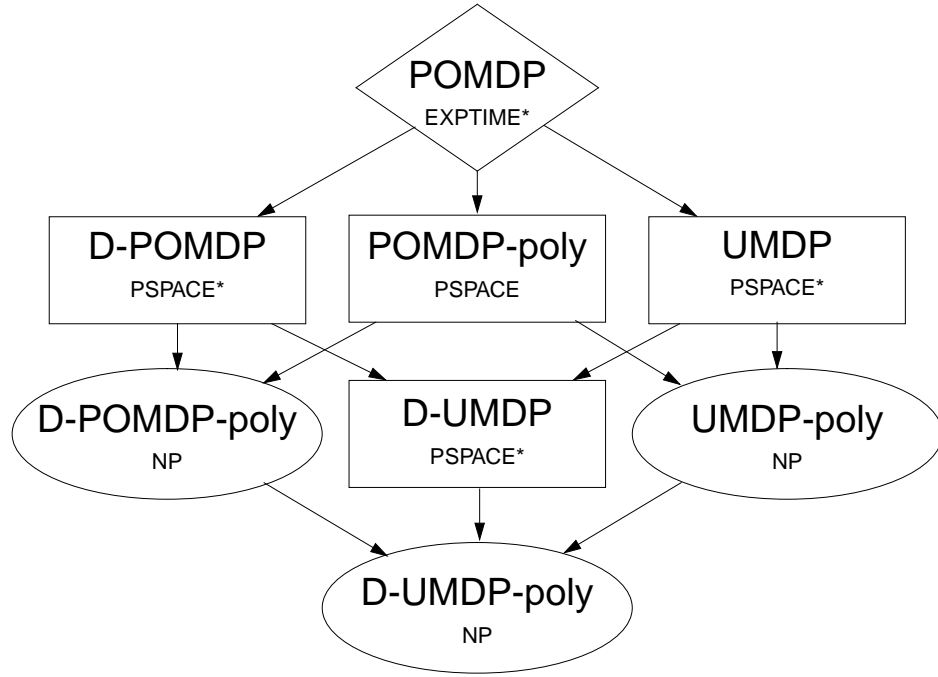 POMDP
EXPTIME*
D-POMDP
PSPACE*
POMDP-poly
PSPACE
UMDP
PSPACE*
D-POMDP-poly
NP
D-UMDP
PSPACE*
UMDP-poly
NP
D-UMDP-poly
NP